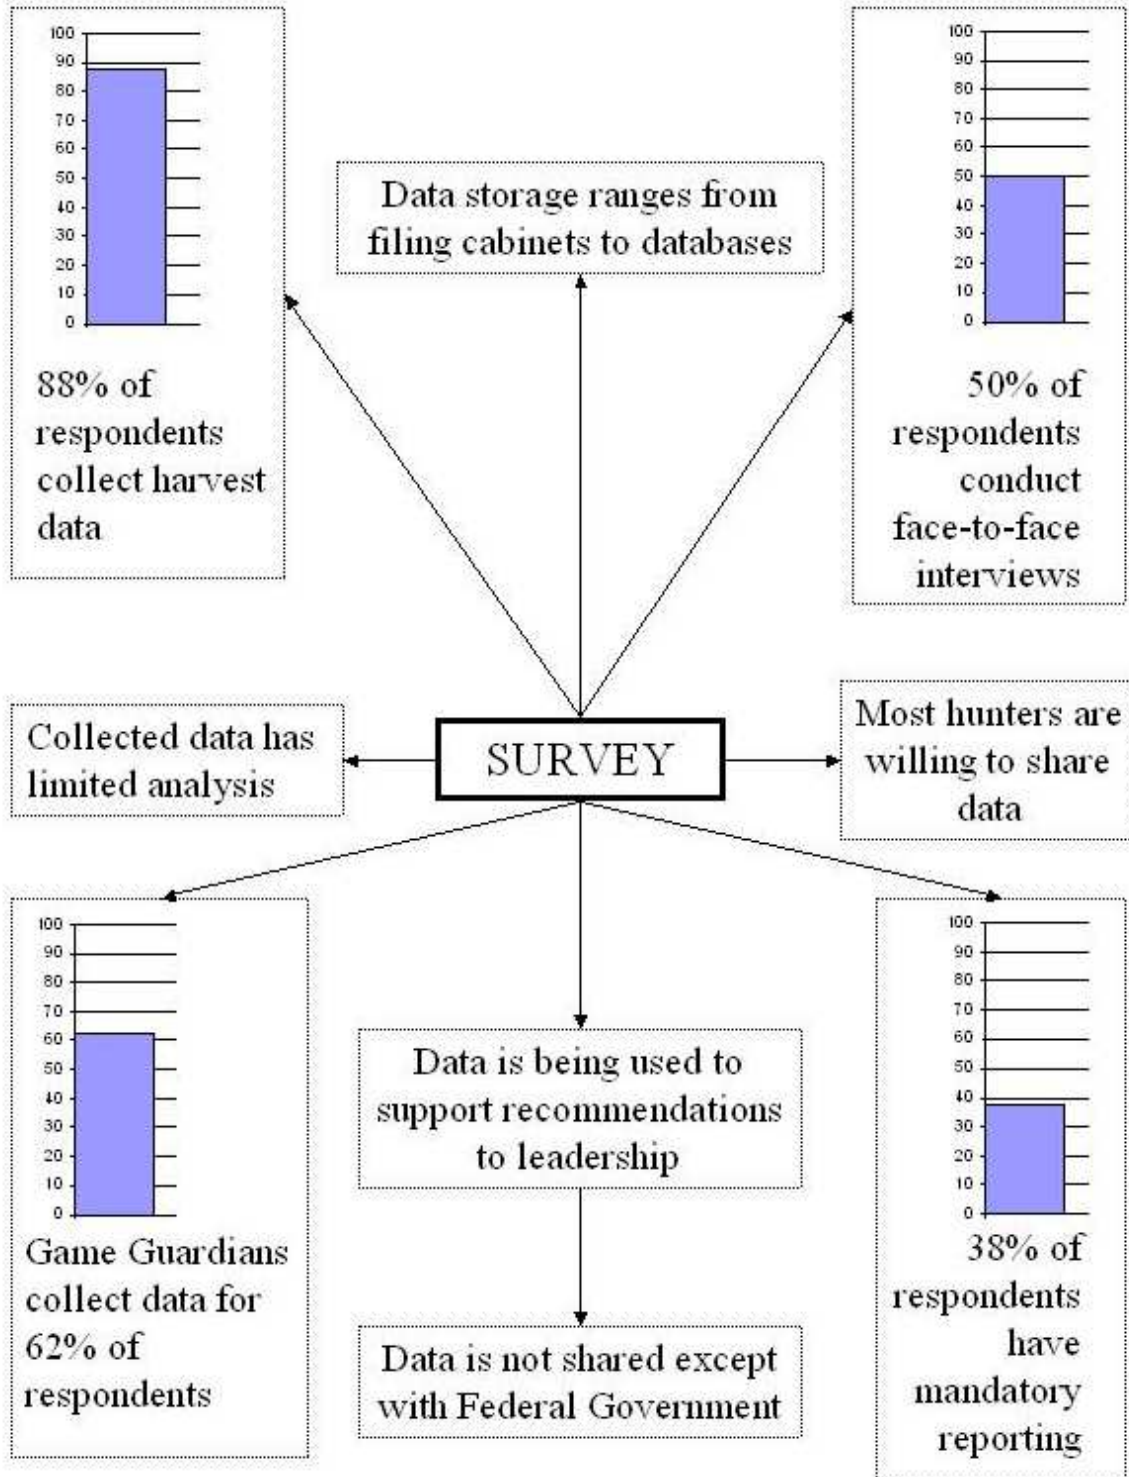 100
90
80
70
60
50
40
30
20
10
0
88% of
respondents
collect harvest
data
Data storage ranges from
filing cabinets to databases
100
90
80
70
60
50
40
30
20
10
0
50% of
respondents
conduct
face-to-face
interviews
Collected data has
limited analysis
SURVEY
Most hunters are
willing to share
data
100
90
80
70
60
50
40
30
20
10
0
Game Guardians
collect data for
62% of
respondents
Data is being used to
support recommendations
to leadership
Data is not shared except
with Federal Government
100
90
80
70
60
50
40
30
20
10
0
38% of
respondents
have
mandatory
reporting